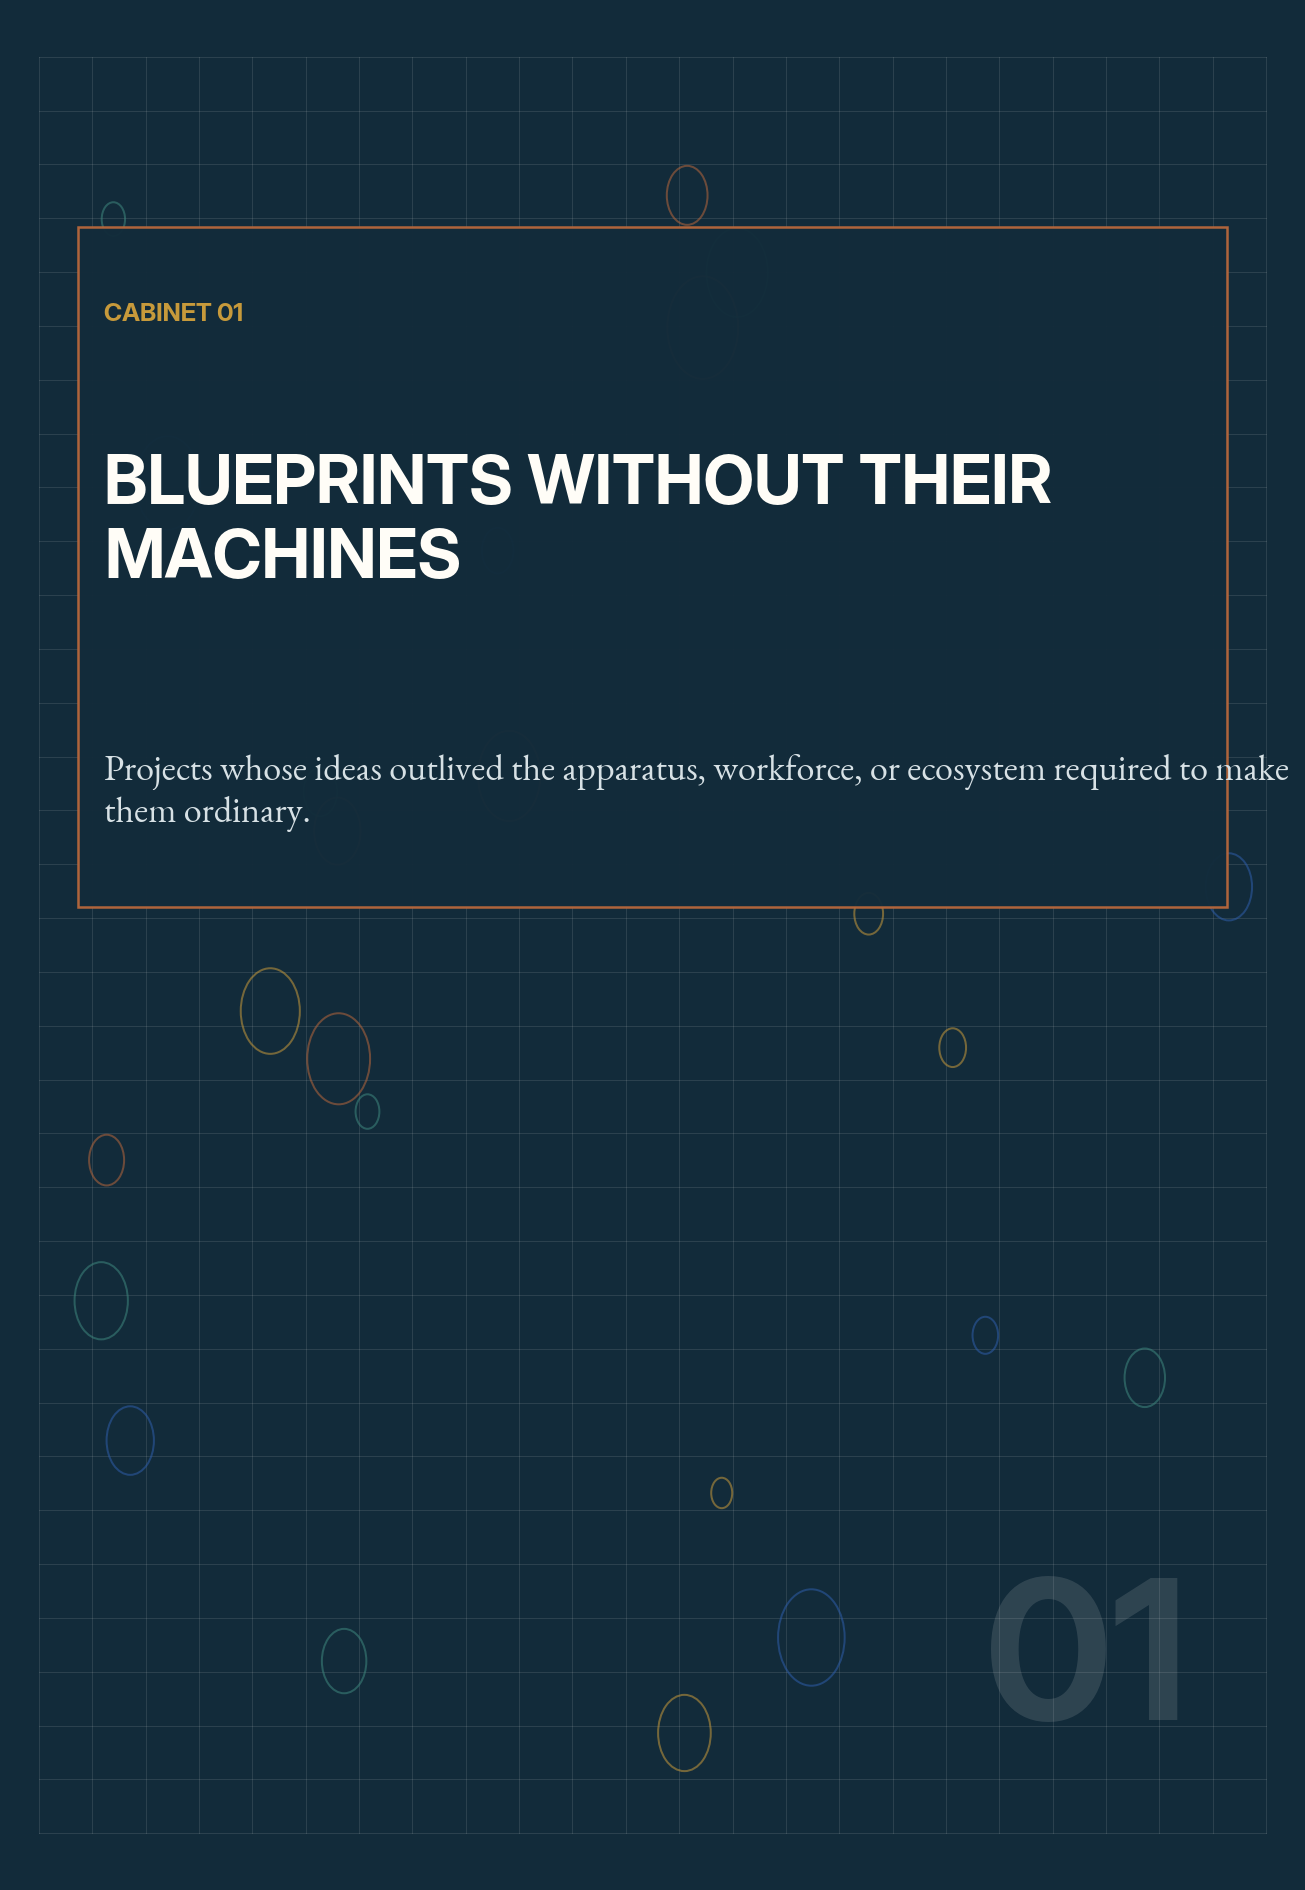 CABINET 01
BLUEPRINTS WITHOUT THEIR
MACHINES
Projects whose ideas outlived the apparatus, workforce, or ecosystem required to make
them ordinary.
01